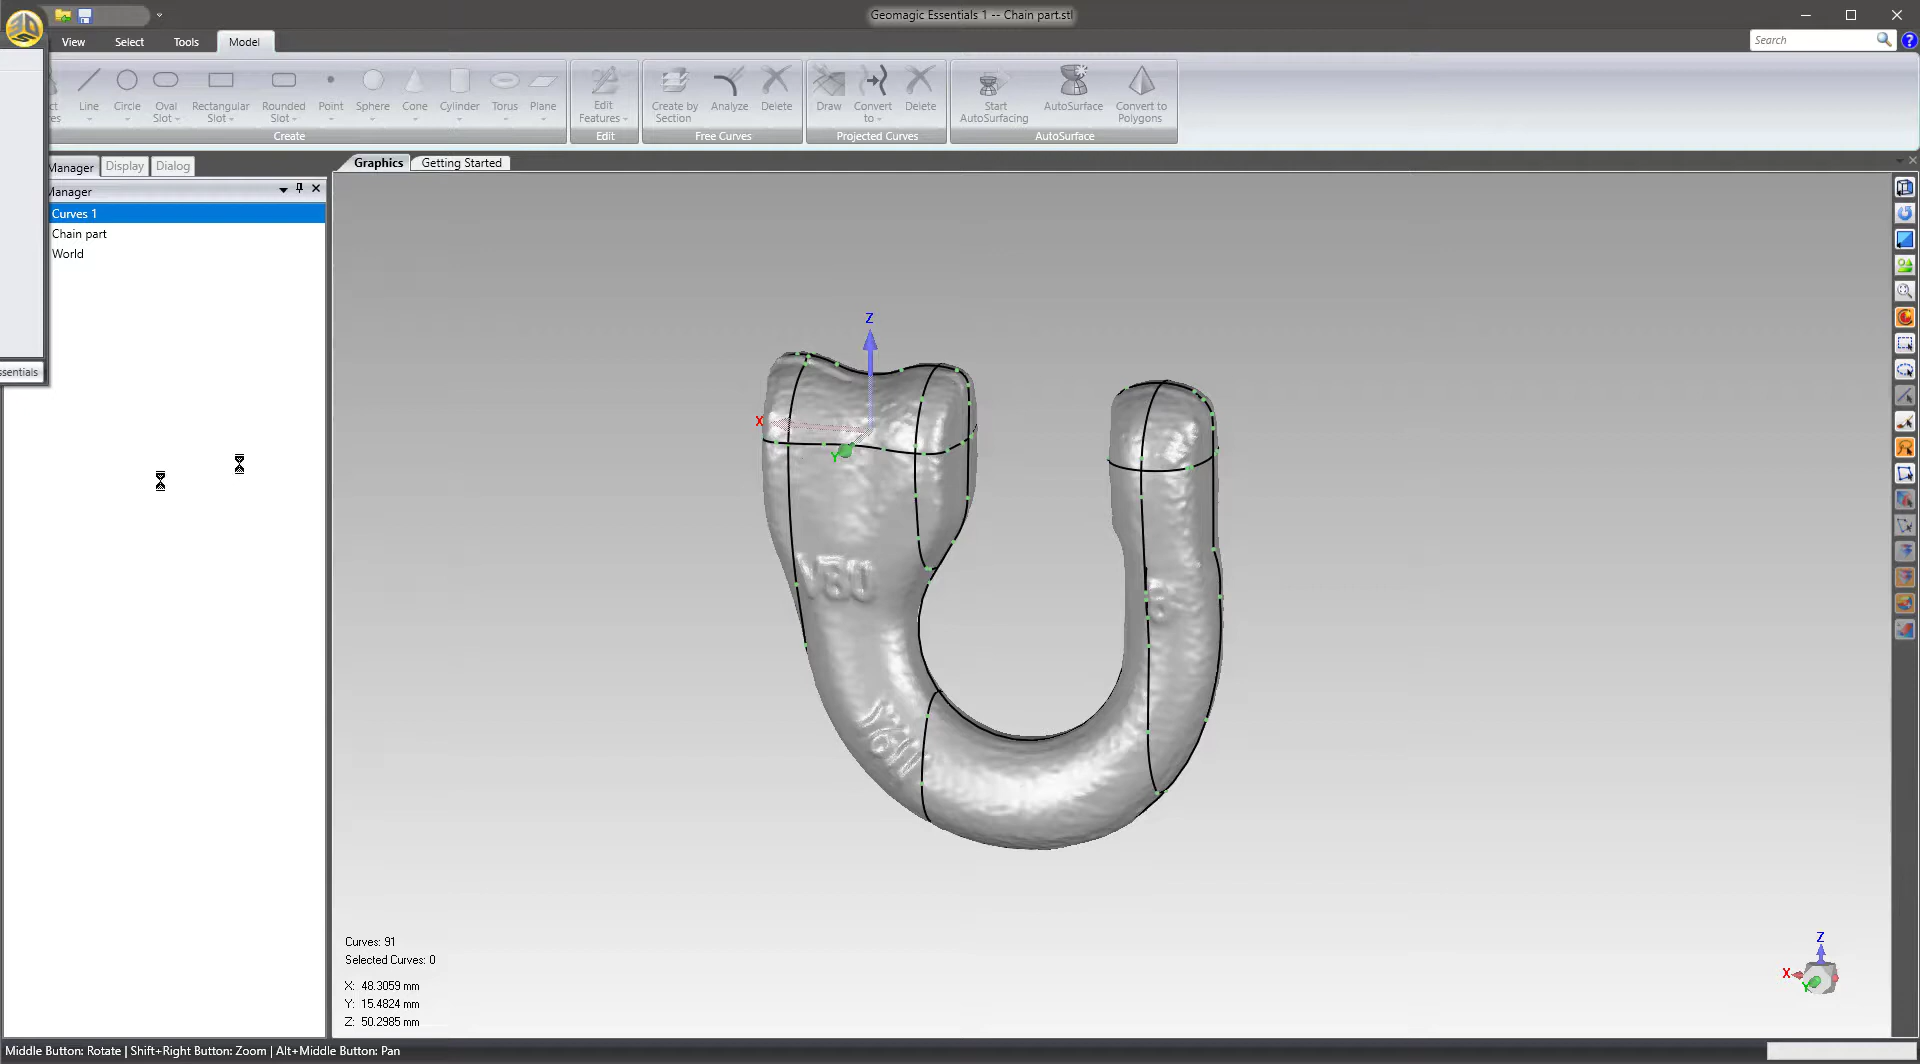 Geomagic Essentials 1 -- Chain part.stl
View Select Tools Model
Search
Line Circle Oval Slot Rectangular Slot Rounded Slot Point Sphere Cone Cylinder Torus Plane
Create
Edit Features
Edit
Create by Section Analyze Delete
Free Curves
Draw Convert to Delete
Projected Curves
Start AutoSurfacing AutoSurface Convert to Polygons
AutoSurface
Manager Display Dialog
Graphics Getting Started
Manager
Curves 1
Chain part
World
ssentials
Z
X
Y
V80
Curves: 91
Selected Curves: 0
X: 48.3059 mm
Y: 15.4824 mm
Z: 50.2985 mm
Z
X
Y
Middle Button: Rotate | Shift+Right Button: Zoom | Alt+Middle Button: Pan